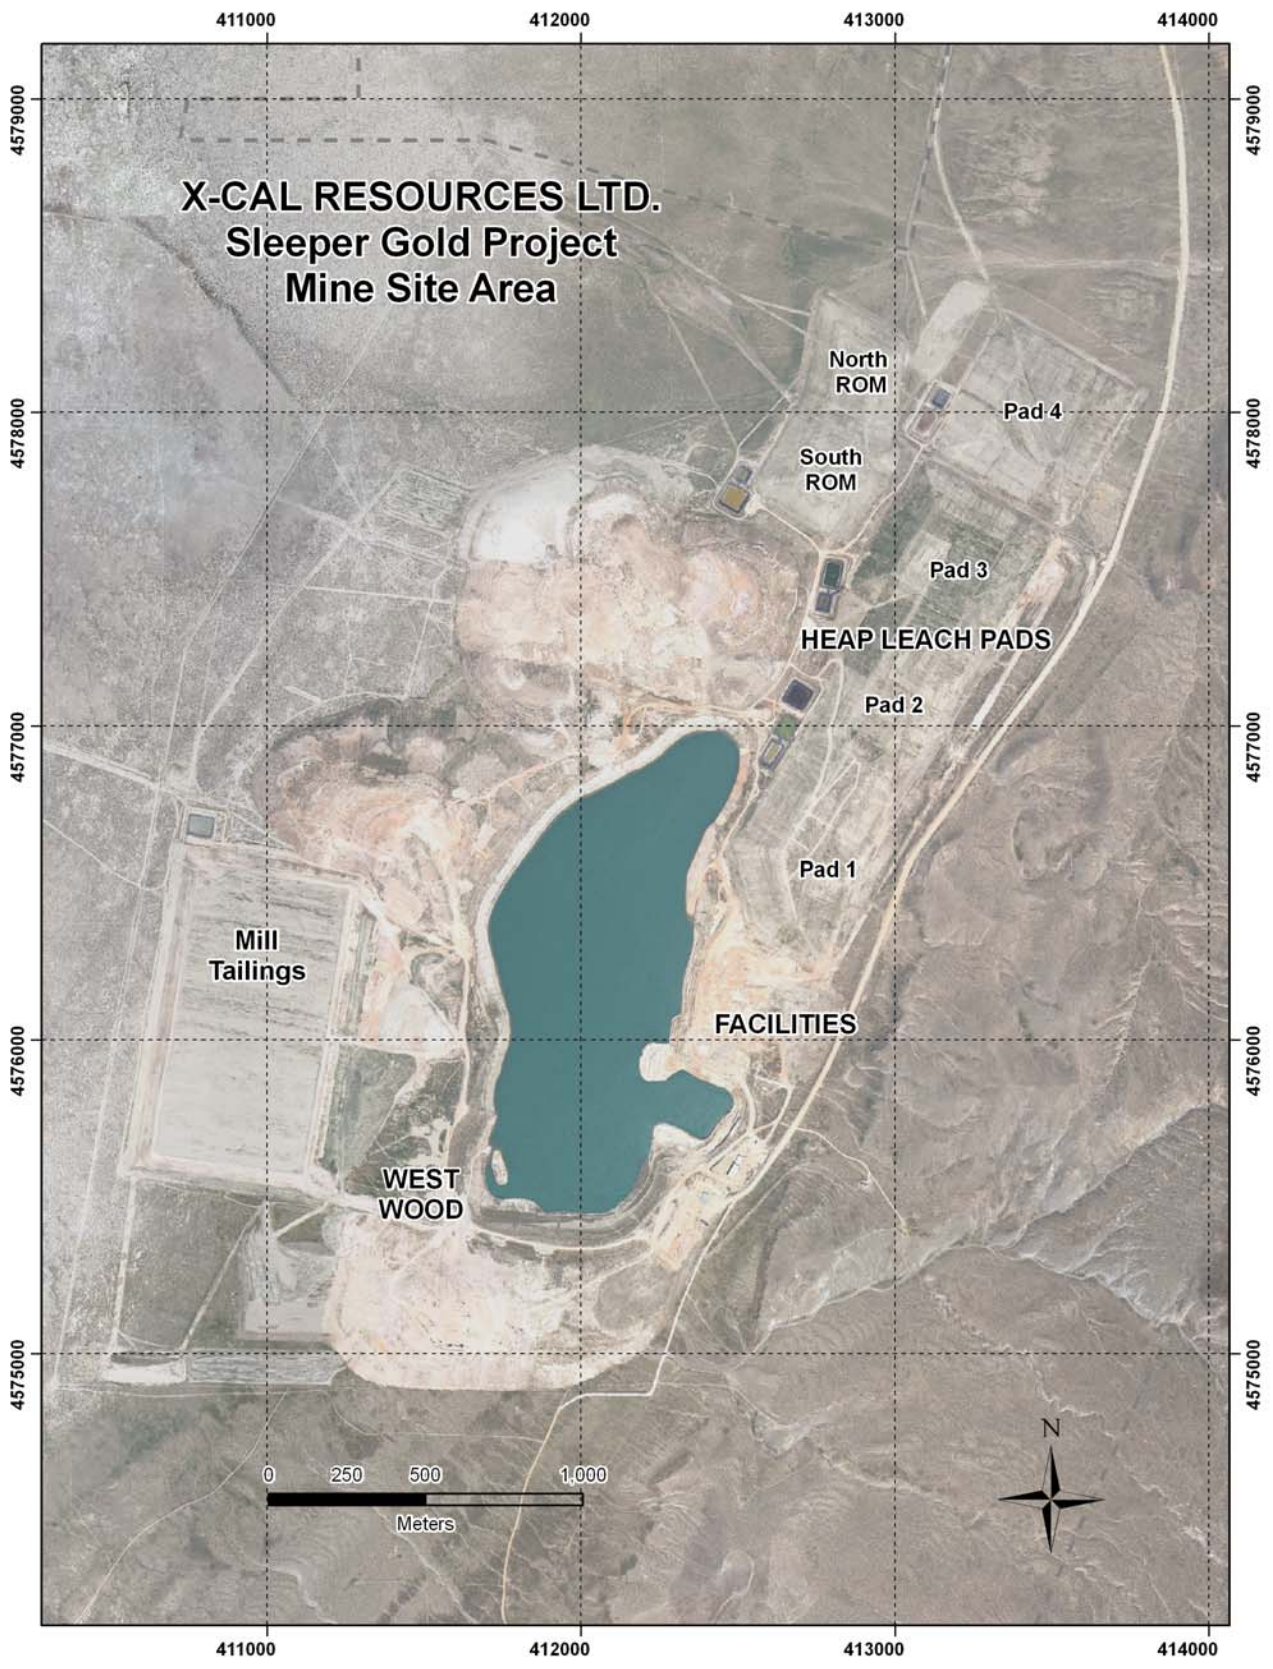 411000
412000
413000
414000
4579000
4579000
X-CAL RESOURCES LTD.
Sleeper Gold Project
Mine Site Area
North
ROM
Pad 4
4578000
4578000
South
ROM
Pad 3
HEAP LEACH PADS
Pad 2
4577000
4577000
Pad 1
Mill
Tailings
FACILITIES
4576000
4576000
WEST
WOOD
4575000
4575000
N
0 250 500 1,000
Meters
411000
412000
413000
414000